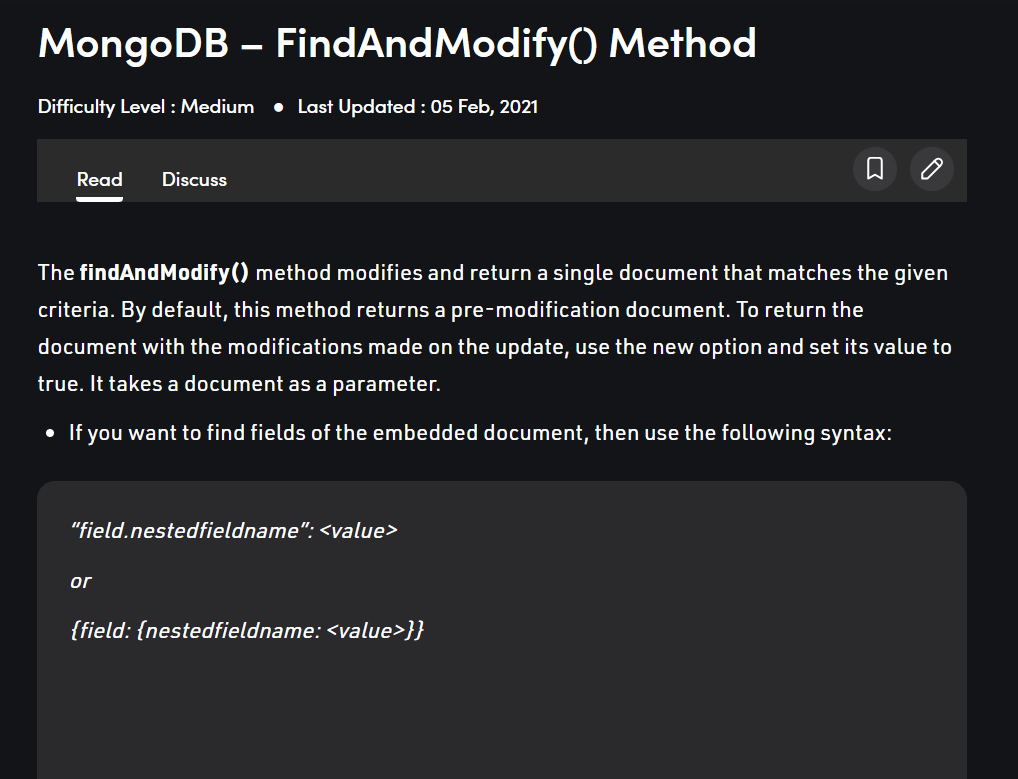 MongoDB – FindAndModify() Method
Difficulty Level : Medium ● Last Updated : 05 Feb, 2021
Read Discuss
The findAndModify() method modifies and return a single document that matches the given
criteria. By default, this method returns a pre-modification document. To return the
document with the modifications made on the update, use the new option and set its value to
true. It takes a document as a parameter.
• If you want to find fields of the embedded document, then use the following syntax:
“field.nestedfieldname”: <value>
or
{field: {nestedfieldname: <value>}}